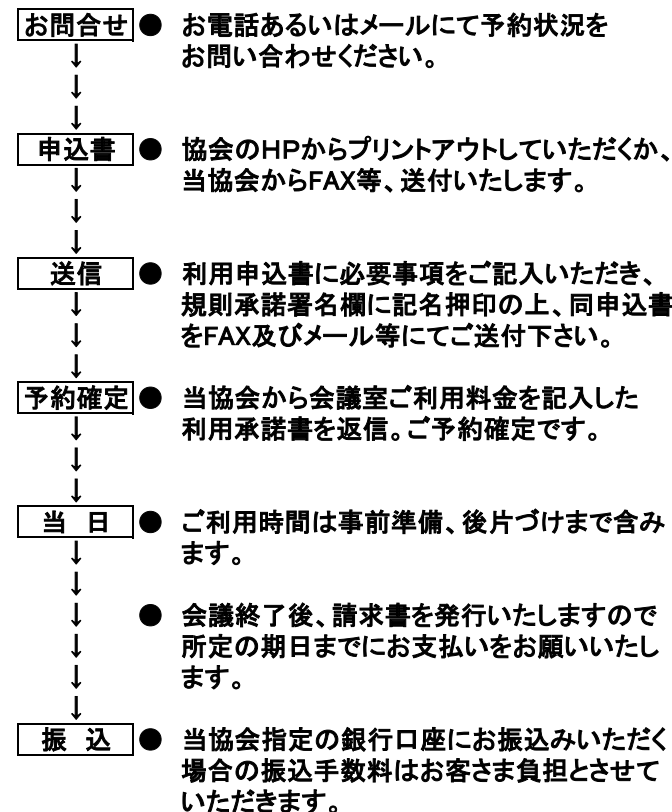 お問合せ ● お電話あるいはメールにて予約状況を
↓ お問い合わせください。
↓
↓
申込書 ● 協会のHPからプリントアウトしていただくか、
↓ 当協会からFAX等、送付いたします。
↓
↓
送信 ● 利用申込書に必要事項をご記入いただき、
↓ 規則承諾署名欄に記名押印の上、同申込書
↓ をFAX及びメール等にてご送付下さい。
↓
予約確定 ● 当協会から会議室ご利用料金を記入した
↓ 利用承諾書を返信。ご予約確定です。
↓
↓
当 日 ● ご利用時間は事前準備、後片づけまで含み
↓ ます。
↓
↓ ● 会議終了後、請求書を発行いたしますので
↓ 所定の期日までにお支払いをお願いいたし
↓ ます。
↓
振 込 ● 当協会指定の銀行口座にお振込みいただく
場合の振込手数料はお客さま負担とさせて
いただきます。